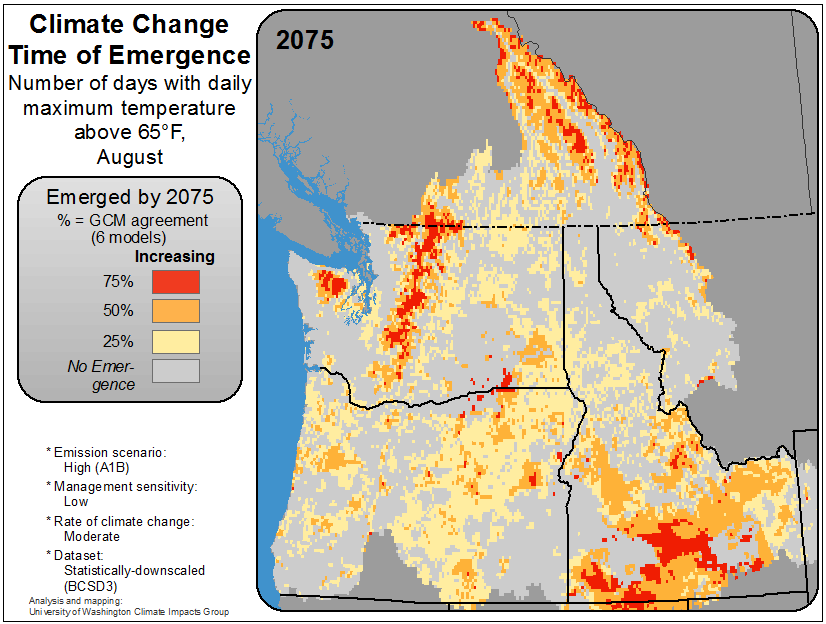 Climate Change
Time of Emergence
Number of days with daily
maximum temperature
above 65°F,
August
2075
Emerged by 2075
% = GCM agreement
(6 models)
Increasing
75%
50%
25%
No Emer-
gence
* Emission scenario:
High (A1B)
* Management sensitivity:
Low
* Rate of climate change:
Moderate
* Dataset:
Statistically-downscaled
(BCSD3)
Analysis and mapping:
University of Washington Climate Impacts Group